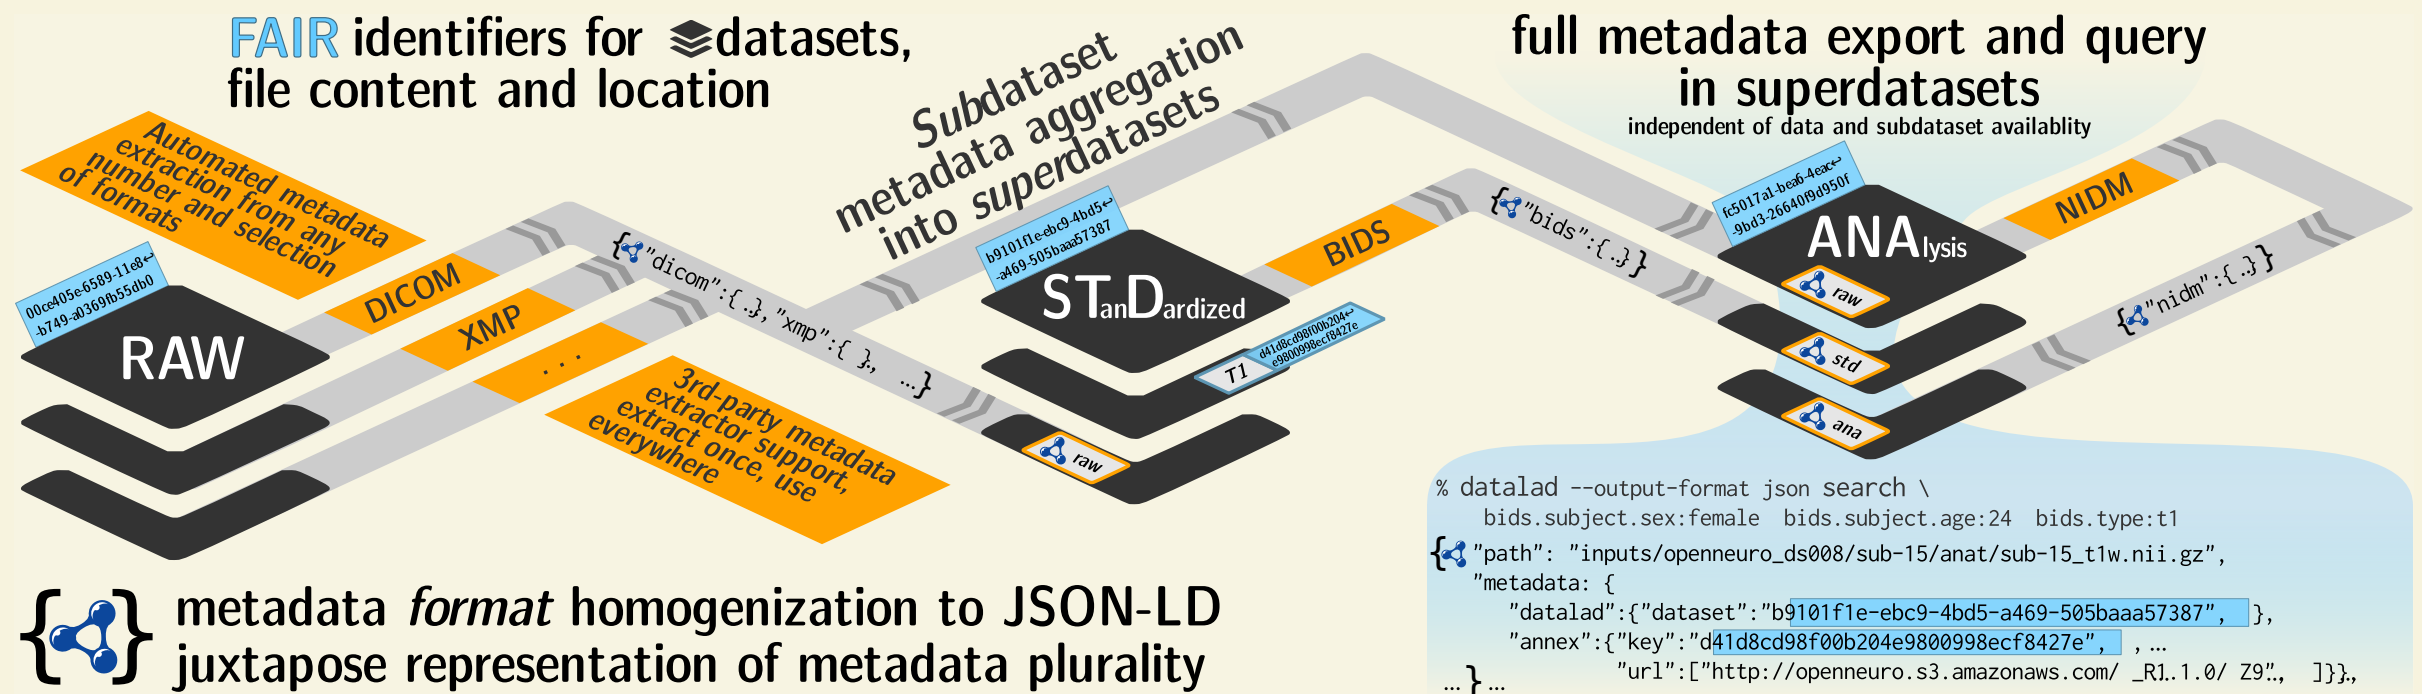 FAIR identifiers for datasets,
file content and location
Automated metadata
extraction from any
number and selection
of formats
00ce405e-6589-11e8↩
-b749-a0369fb55db0
RAW
DICOM
XMP
...
3rd-party metadata
extractor support,
extract once, use
everywhere
{"dicom":{..}, "xmp":{ }, ...}
Subdataset
metadata aggregation
into superdatasets
b9101f1e-ebc9-4bd5↩
-a469-505baaa57387
STanDardized
T1
d41d8cd98f00b204↩
e9800998ecf8427e
raw
BIDS
{"bids":{..}}
full metadata export and query
in superdatasets
independent of data and subdataset availablity
fc5017a1-bea6-4eac↩
-9bd3-26640f9d950f
ANAlysis
raw
std
ana
NIDM
{"nidm":{..}}
% datalad --output-format json search \
bids.subject.sex:female bids.subject.age:24 bids.type:t1
{ "path": "inputs/openneuro_ds008/sub-15/anat/sub-15_t1w.nii.gz",
"metadata: {
"datalad":{"dataset":"b9101f1e-ebc9-4bd5-a469-505baaa57387", },
"annex":{"key":"d41d8cd98f00b204e9800998ecf8427e", , ...
"url":["http://openneuro.s3.amazonaws.com/ _R1..1.0/ Z9"., ]}},
... } ...
{ }
metadata format homogenization to JSON-LD
juxtapose representation of metadata plurality